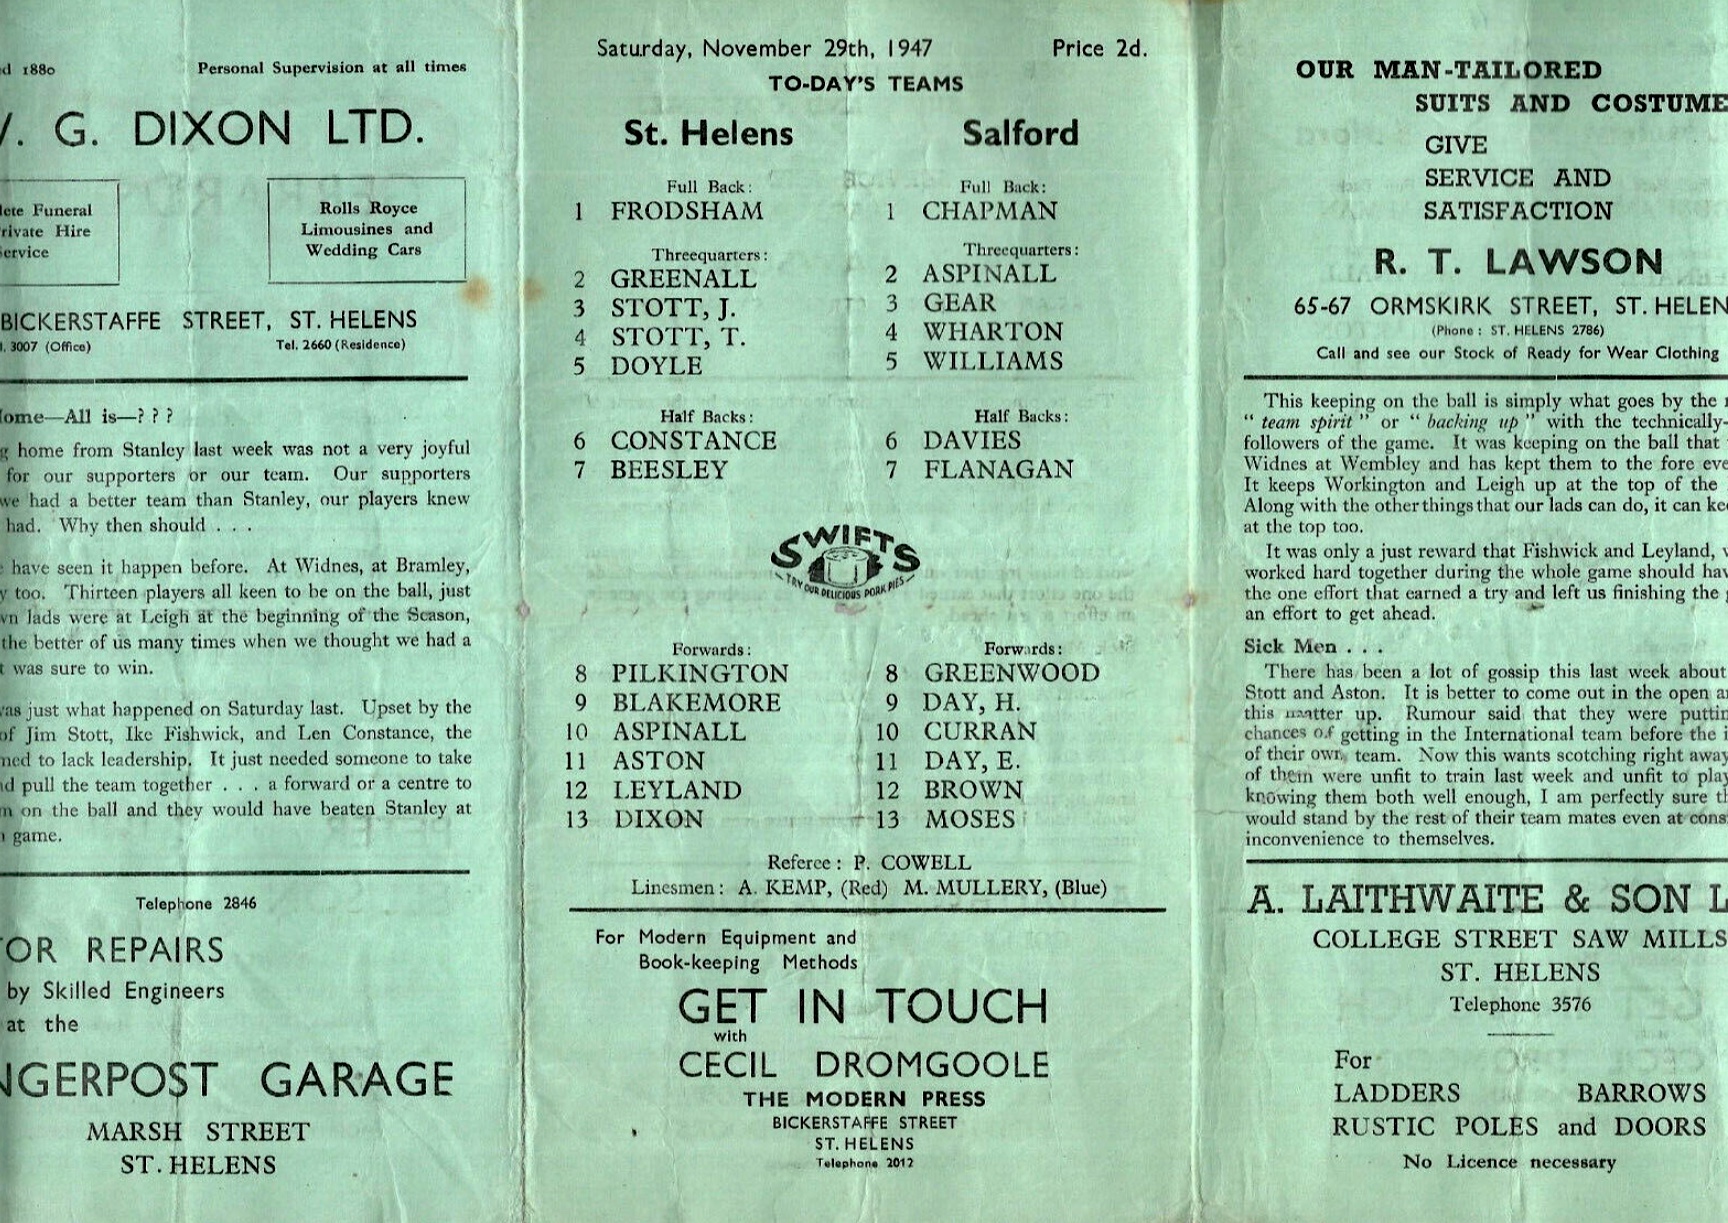 d 1880 Personal Supervision at all times
. G. DIXON LTD.
Funeral
Hire
Rolls Royce
Limousines and
Wedding Cars
BICKERSTAFFE STREET, ST. HELENS
3007 (Office) Tel. 2660 (Residence)
—All is—? ? ?
home from Stanley last week was not a very joyful
for our supporters or our team. Our supporters
we had a better team than Stanley, our players knew
had. Why then should . . .
have seen it happen before. At Widnes, at Bramley,
too. Thirteen players all keen to be on the ball, just
lads were at Leigh at the beginning of the Season,
the better of us many times when we thought we had a
was sure to win.
just what happened on Saturday last. Upset by the
of Jim Stott, Ike Fishwick, and Len Constance, the
to lack leadership. It just needed someone to take
pull the team together . . . a forward or a centre to
on the ball and they would have beaten Stanley at
game.
Telephone 2846
OR REPAIRS
by Skilled Engineers
at the
NGERPOST GARAGE
MARSH STREET
ST. HELENS
Saturday, November 29th, 1947 Price 2d.
TO-DAY'S TEAMS
St. Helens Salford
Full Back: Full Back:
1 FRODSHAM 1 CHAPMAN
Threequarters: Threequarters:
2 GREENALL 2 ASPINALL
3 STOTT, J. 3 GEAR
4 STOTT, T. 4 WHARTON
5 DOYLE 5 WILLIAMS
Half Backs: Half Backs:
6 CONSTANCE 6 DAVIES
7 BEESLEY 7 FLANAGAN
SWIFTS
TRY OUR DELICIOUS PORK PIES
Forwards: Forwards:
8 PILKINGTON 8 GREENWOOD
9 BLAKEMORE 9 DAY, H.
10 ASPINALL 10 CURRAN
11 ASTON 11 DAY, E.
12 LEYLAND 12 BROWN
13 DIXON 13 MOSES
Referee: P. COWELL
Linesmen: A. KEMP, (Red) M. MULLERY, (Blue)
For Modern Equipment and
Book-keeping Methods
GET IN TOUCH
with
CECIL DROMGOOLE
THE MODERN PRESS
BICKERSTAFFE STREET
ST. HELENS
Telephone 2012
OUR MAN-TAILORED
SUITS AND COSTUME
GIVE
SERVICE AND
SATISFACTION
R. T. LAWSON
65-67 ORMSKIRK STREET, ST. HELEN
(Phone: ST. HELENS 2786)
Call and see our Stock of Ready for Wear Clothing
This keeping on the ball is simply what goes by the
"team spirit" or "backing up" with the technically-
followers of the game. It was keeping on the ball that
Widnes at Wembley and has kept them to the fore
It keeps Workington and Leigh up at the top of the
Along with the other things that our lads can do, it can
at the top too.
It was only a just reward that Fishwick and Leyland,
worked hard together during the whole game should
the one effort that earned a try and left us finishing the
an effort to get ahead.
Sick Men . . .
There has been a lot of gossip this last week about
Stott and Aston. It is better to come out in the open
this matter up. Rumour said that they were
chances of getting in the International team before the
of their own team. Now this wants scotching right away
of them were unfit to train last week and unfit to play
knowing them both well enough, I am perfectly sure
would stand by the rest of their team mates even at
inconvenience to themselves.
A. LAITHWAITE & SON L
COLLEGE STREET SAW MILLS
ST. HELENS
Telephone 3576
For
LADDERS BARROWS
RUSTIC POLES and DOORS
No Licence necessary